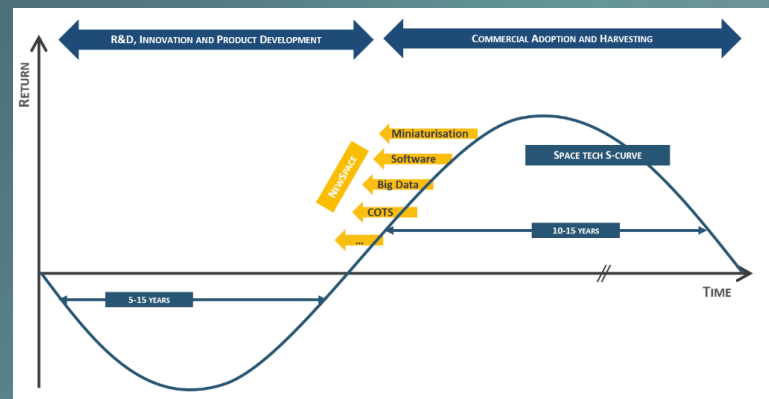 R&D, INNOVATION AND PRODUCT DEVELOPMENT
COMMERCIAL ADOPTION AND HARVESTING
RETURN
Miniaturisation
Software
NEWSPACE
Big Data
COTS
...
SPACE TECH S-CURVE
10-15 YEARS
5-15 YEARS
TIME